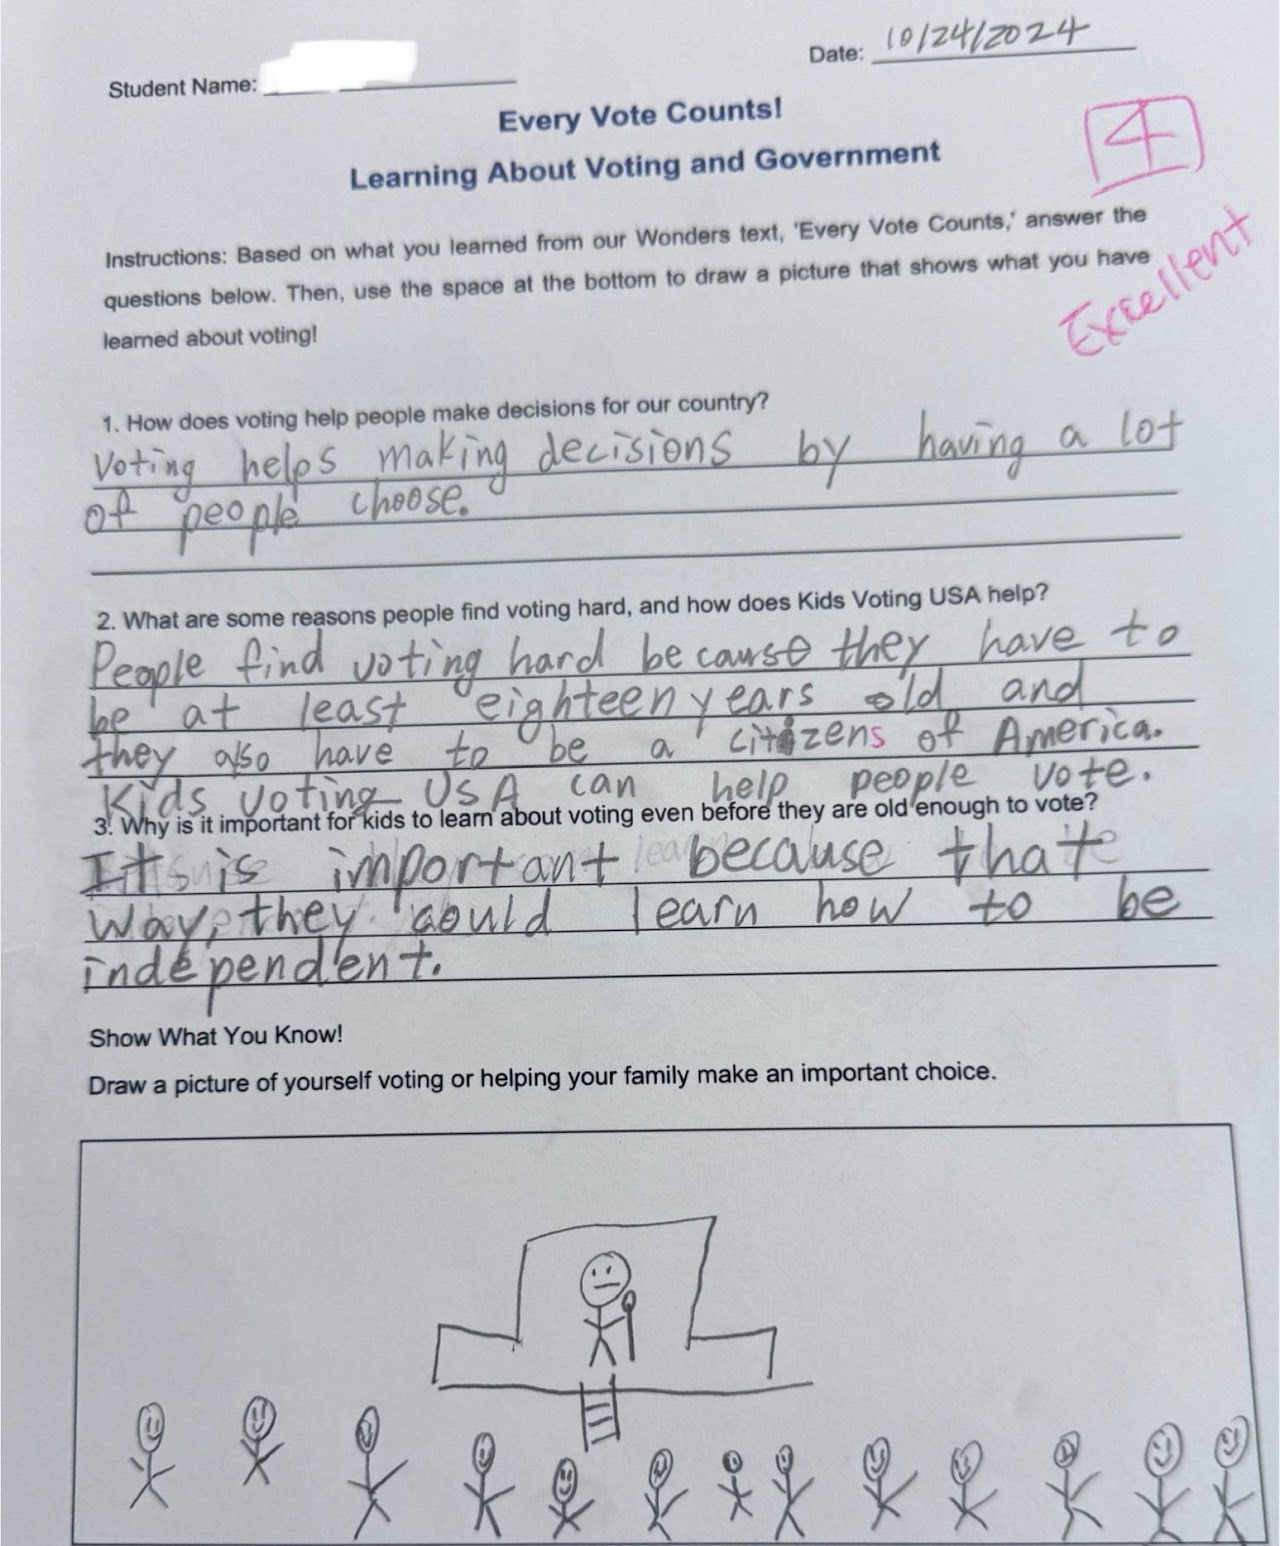 Date: 10/24/2024
Student Name:
Every Vote Counts!
Learning About Voting and Government
4
Instructions: Based on what you learned from our Wonders text, 'Every Vote Counts,' answer the
questions below. Then, use the space at the bottom to draw a picture that shows what you have
learned about voting!
Excellent
1. How does voting help people make decisions for our country?
Voting helps making decisions by having a lot
of people choose.
2. What are some reasons people find voting hard, and how does Kids Voting USA help?
People find voting hard because they have to
be at least eighteen years old and
they also have to be a citizens of America.
Kids voting USA can help people vote.
3. Why is it important for kids to learn about voting even before they are old enough to vote?
It is important because that
way, they could learn how to be
independent.
Show What You Know!
Draw a picture of yourself voting or helping your family make an important choice.